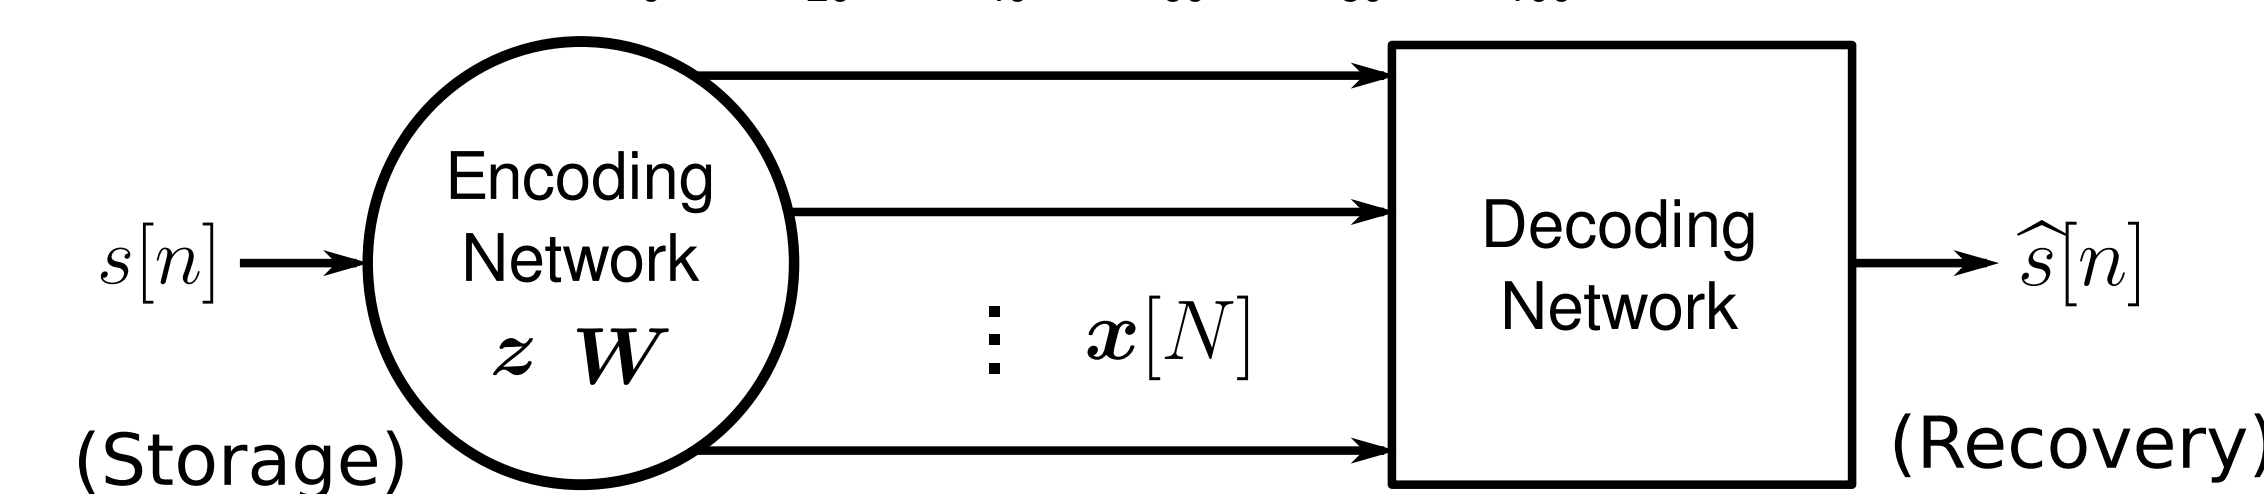 s[n]
Encoding
Network
z W
(Storage)
⋮ x[N]
Decoding
Network
ŝ[n]
(Recovery)